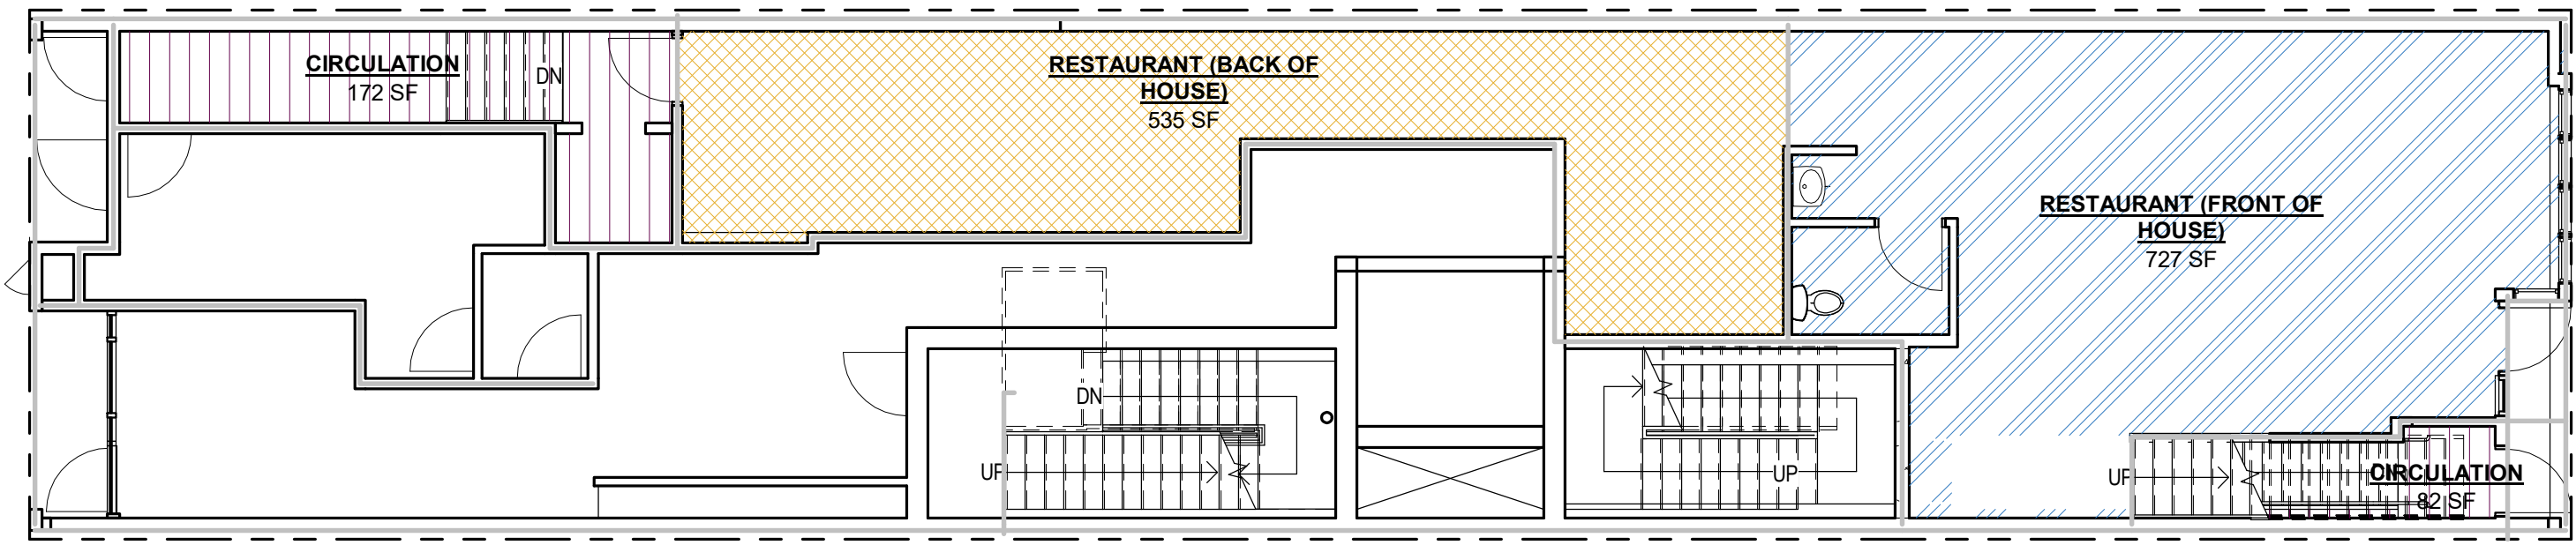 CIRCULATION
172 SF
DN
RESTAURANT (BACK OF
HOUSE)
535 SF
RESTAURANT (FRONT OF
HOUSE)
727 SF
DN
UP
UP
UP
DN
CIRCULATION
82 SF